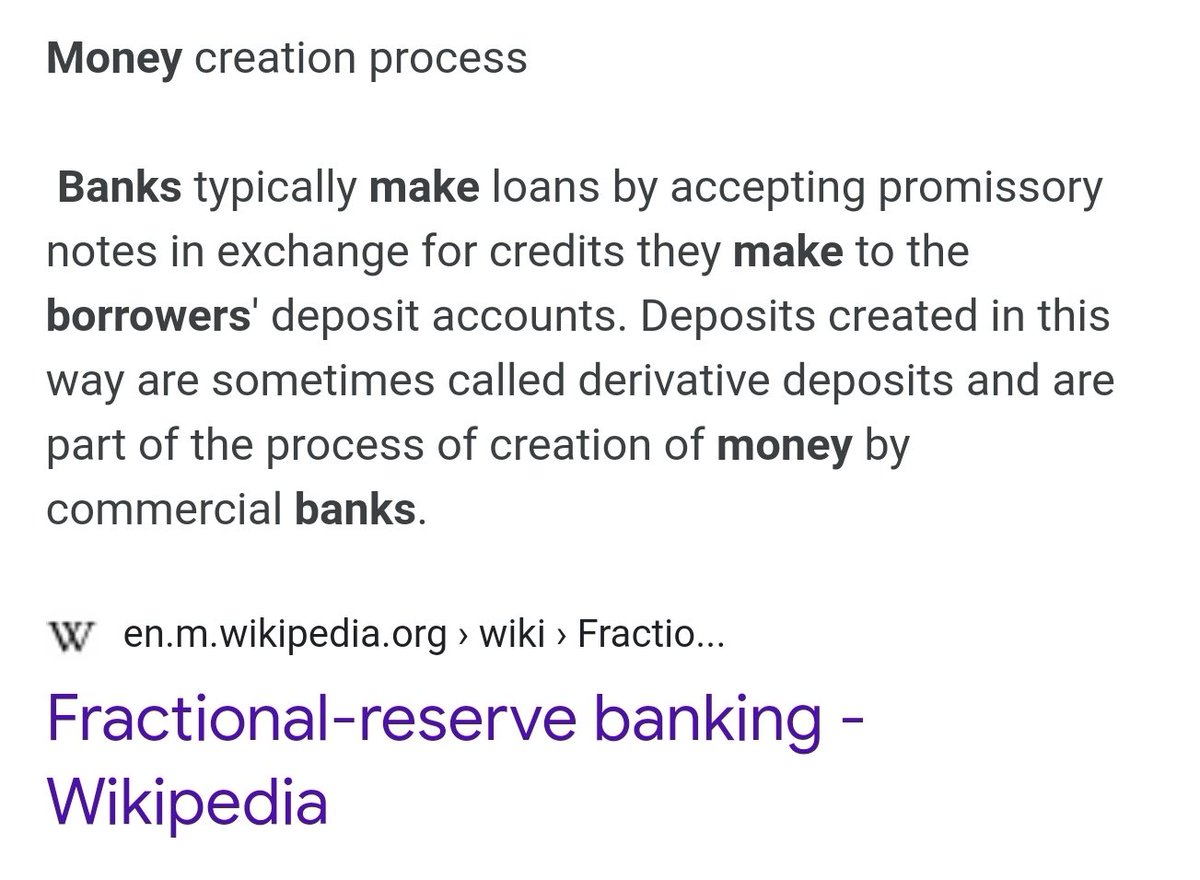 Money creation process
Banks typically make loans by accepting promissory
notes in exchange for credits they make to the
borrowers' deposit accounts. Deposits created in this
way are sometimes called derivative deposits and are
part of the process of creation of money by
commercial banks.
W en.m.wikipedia.org › wiki › Fractio...
Fractional-reserve banking -
Wikipedia